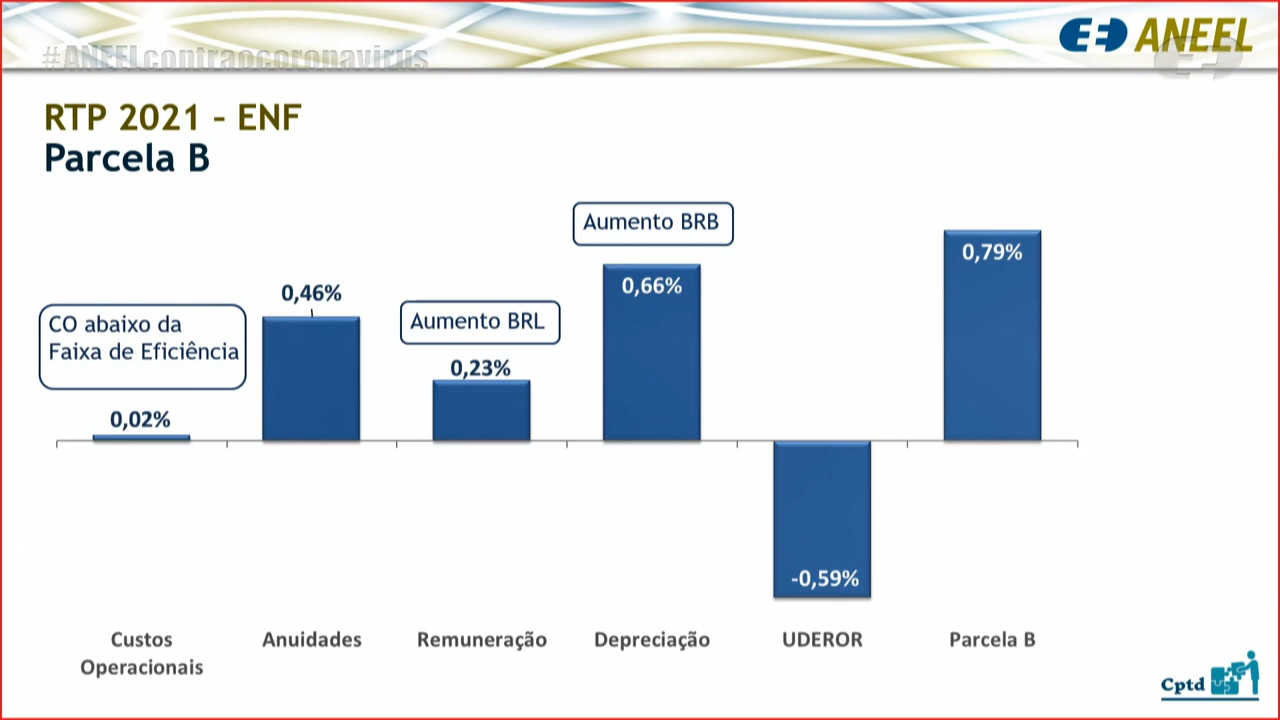 #ANEELcontraocoronavirus
ANEEL
RTP 2021 – ENF
Parcela B
Aumento BRB
0,79%
0,66%
0,46%
CO abaixo da
Faixa de Eficiência
Aumento BRL
0,23%
0,02%
-0,59%
Custos
Operacionais
Anuidades
Remuneração
Depreciação
UDEROR
Parcela B
Cptd